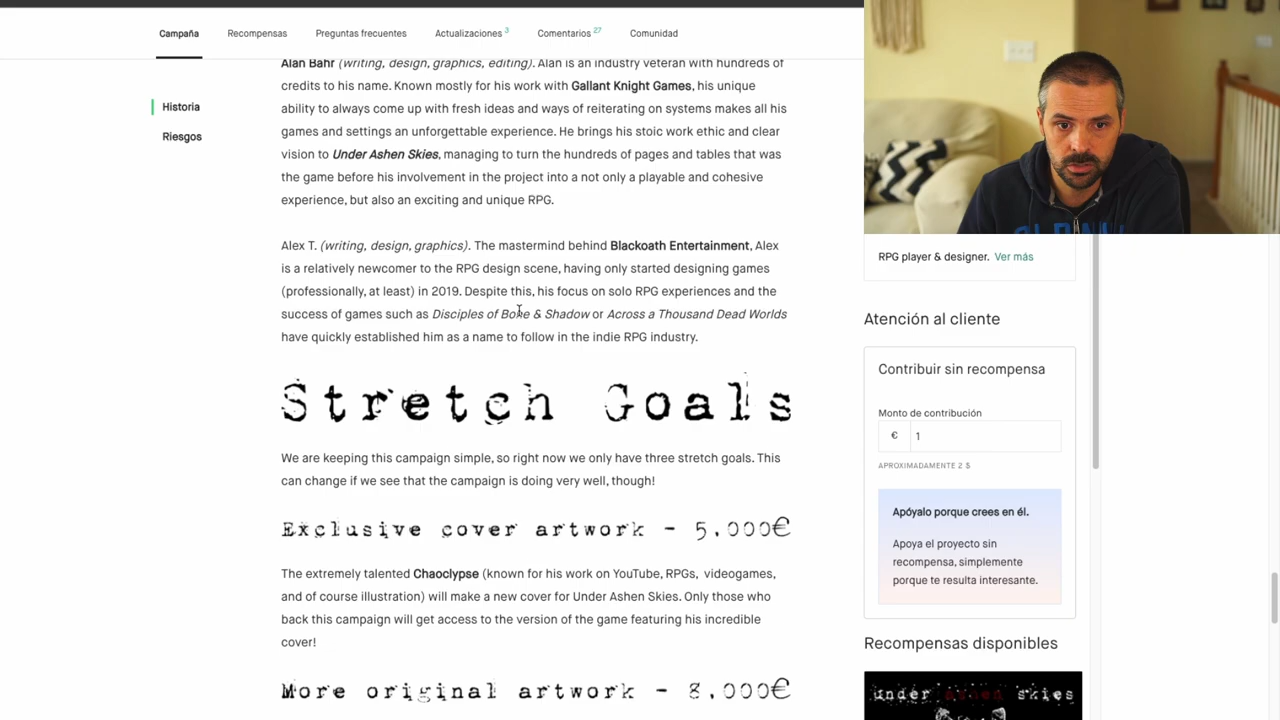 Campaña
Recompensas
Preguntas frecuentes
Actualizaciones 3
Comentarios 27
Comunidad
Historia
Riesgos
Alan Bahr (writing, design, graphics, editing). Alan is an industry veteran with hundreds of
credits to his name. Known mostly for his work with Gallant Knight Games, his unique
ability to always come up with fresh ideas and ways of reiterating on systems makes all his
games and settings an unforgettable experience. He brings his stoic work ethic and clear
vision to Under Ashen Skies, managing to turn the hundreds of pages and tables that was
the game before his involvement in the project into a not only a playable and cohesive
experience, but also an exciting and unique RPG.
Alex T. (writing, design, graphics). The mastermind behind Blackoath Entertainment, Alex
is a relatively newcomer to the RPG design scene, having only started designing games
(professionally, at least) in 2019. Despite this, his focus on solo RPG experiences and the
success of games such as Disciples of Bone & Shadow or Across a Thousand Dead Worlds
have quickly established him as a name to follow in the indie RPG industry.
Stretch Goals
We are keeping this campaign simple, so right now we only have three stretch goals. This
can change if we see that the campaign is doing very well, though!
Exclusive cover artwork - 5.000€
The extremely talented Chaoclypse (known for his work on YouTube, RPGs, videogames,
and of course illustration) will make a new cover for Under Ashen Skies. Only those who
back this campaign will get access to the version of the game featuring his incredible
cover!
More original artwork - 8.000€
RPG player & designer. Ver más
Atención al cliente
Contribuir sin recompensa
Monto de contribución
€ 1
APROXIMADAMENTE 2 $
Apóyalo porque crees en él.
Apoya el proyecto sin
recompensa, simplemente
porque te resulta interesante.
Recompensas disponibles
under ashen skies